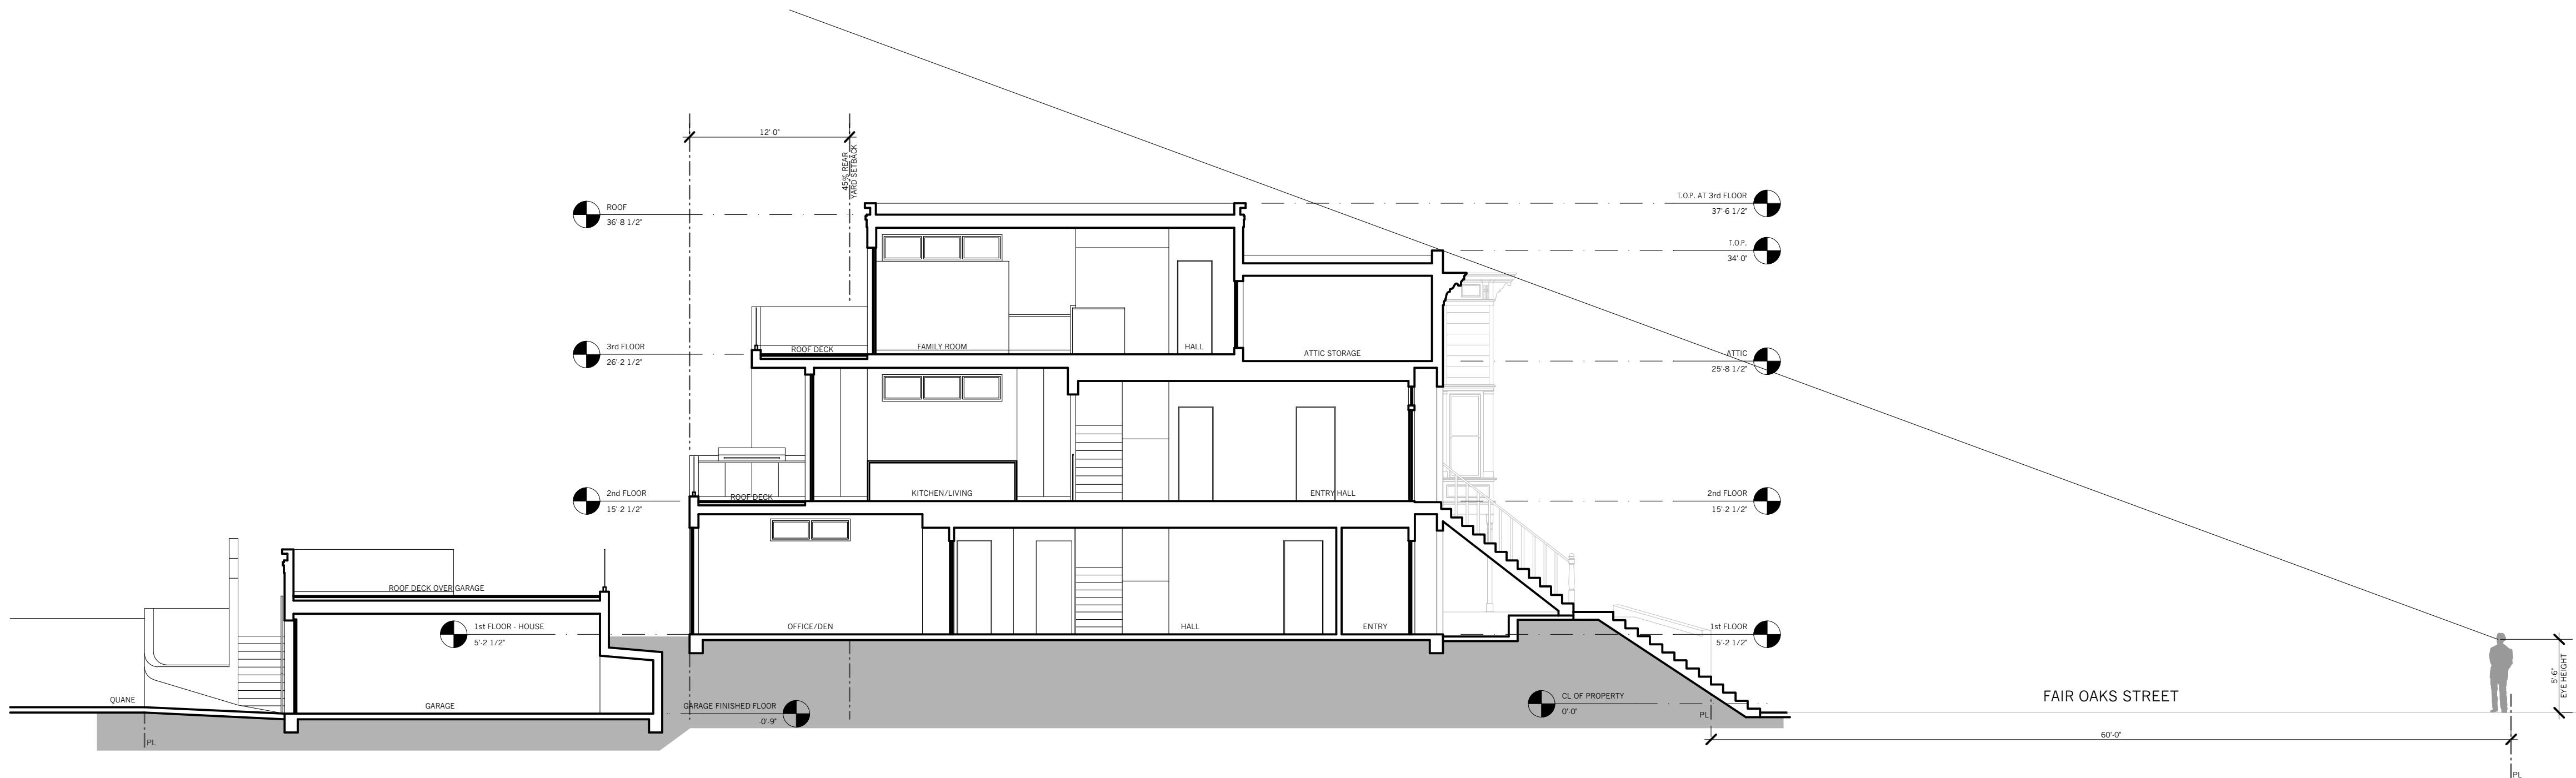 12'-0"
45% REAR
YARD SETBACK
ROOF
36'-8 1/2"
T.O.P. AT 3rd FLOOR
37'-6 1/2"
T.O.P.
34'-0"
3rd FLOOR
26'-2 1/2"
ROOF DECK
FAMILY ROOM
HALL
ATTIC STORAGE
ATTIC
25'-8 1/2"
2nd FLOOR
15'-2 1/2"
ROOF DECK
KITCHEN/LIVING
ENTRY HALL
2nd FLOOR
15'-2 1/2"
ROOF DECK OVER GARAGE
1st FLOOR - HOUSE
5'-2 1/2"
OFFICE/DEN
HALL
ENTRY
1st FLOOR
5'-2 1/2"
QUANE
GARAGE
GARAGE FINISHED FLOOR
-0'-9"
CL OF PROPERTY
0'-0"
FAIR OAKS STREET
5'-6"
EYE HEIGHT
PL
PL
60'-0"
PL